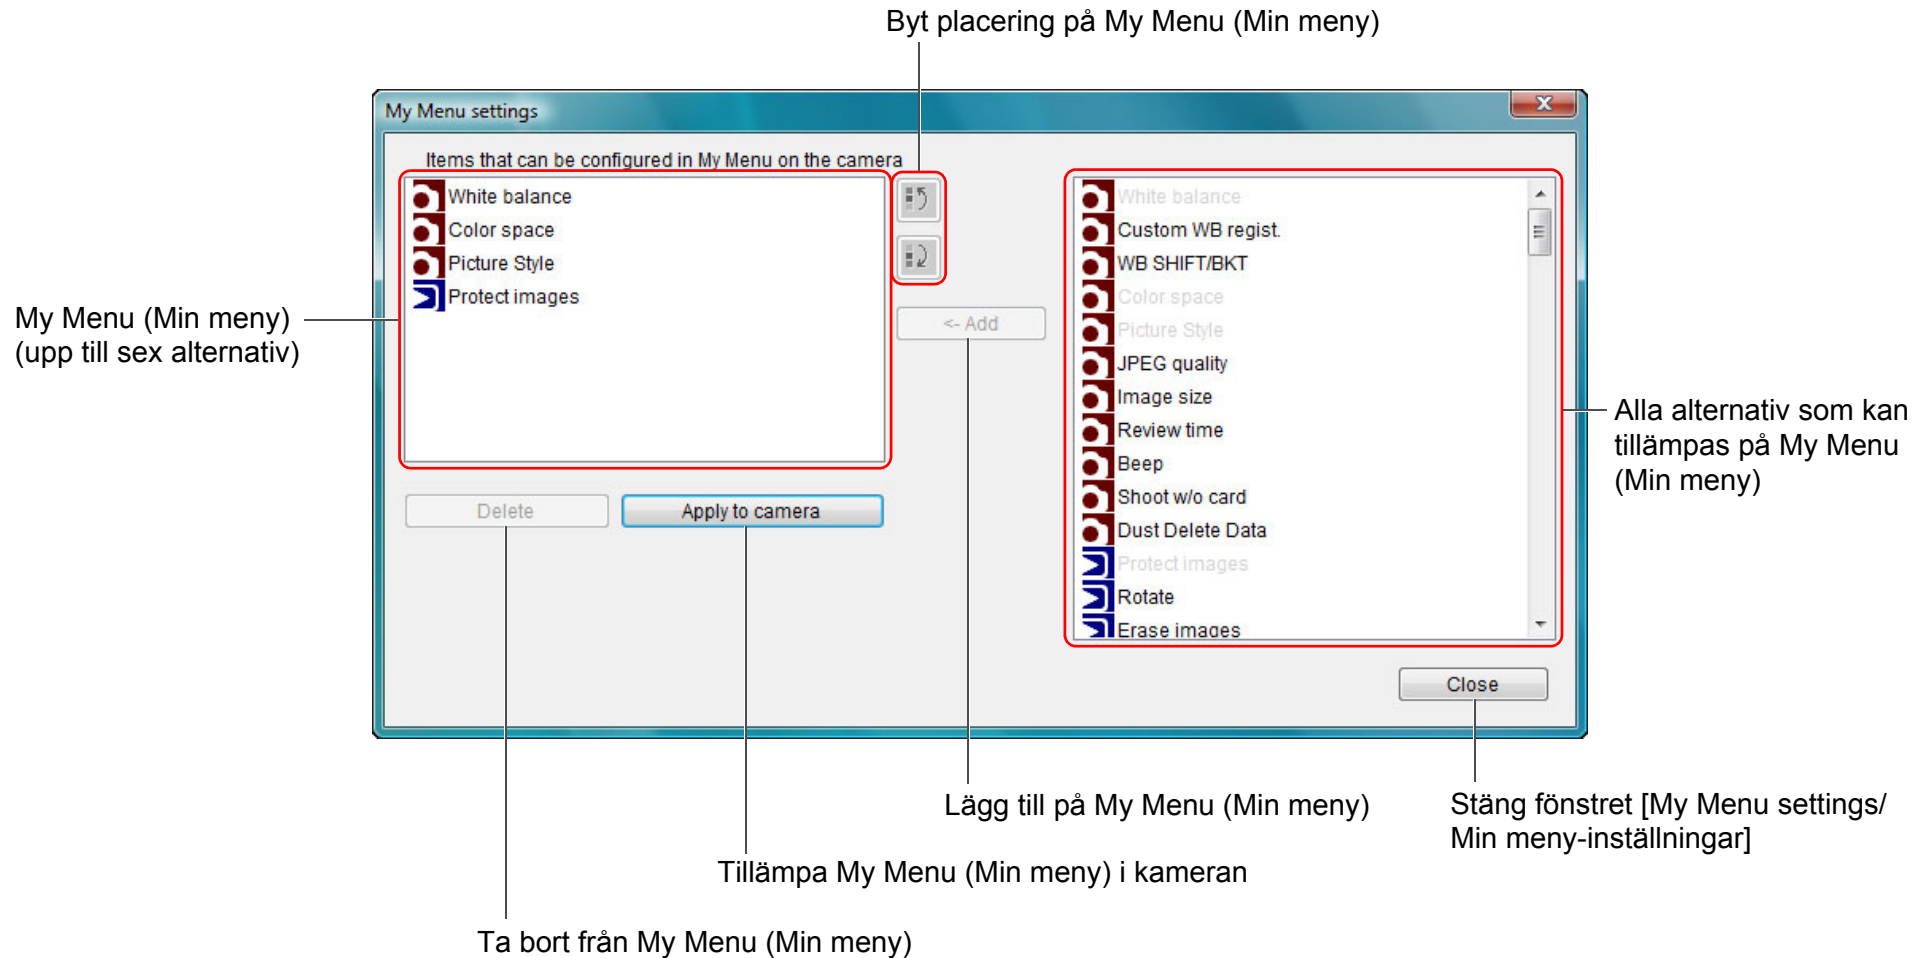 Byt placering på My Menu (Min meny)
My Menu settings
Items that can be configured in My Menu on the camera
White balance
Color space
Picture Style
Protect images
My Menu (Min meny)
(upp till sex alternativ)
<- Add
Delete
Apply to camera
White balance
Custom WB regist.
WB SHIFT/BKT
Color space
Picture Style
JPEG quality
Image size
Review time
Beep
Shoot w/o card
Dust Delete Data
Protect images
Rotate
Erase images
Alla alternativ som kan
tillämpas på My Menu
(Min meny)
Close
Lägg till på My Menu (Min meny)
Stäng fönstret [My Menu settings/
Min meny-inställningar]
Tillämpa My Menu (Min meny) i kameran
Ta bort från My Menu (Min meny)